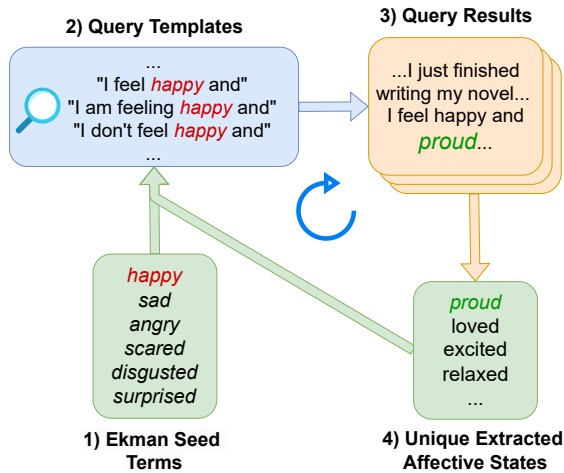 2) Query Templates
...
"I feel happy and"
"I am feeling happy and"
"I don't feel happy and"
...
3) Query Results
...I just finished
writing my novel...
I feel happy and
proud...
happy
sad
angry
scared
disgusted
surprised
1) Ekman Seed
Terms
proud
loved
excited
relaxed
...
4) Unique Extracted
Affective States